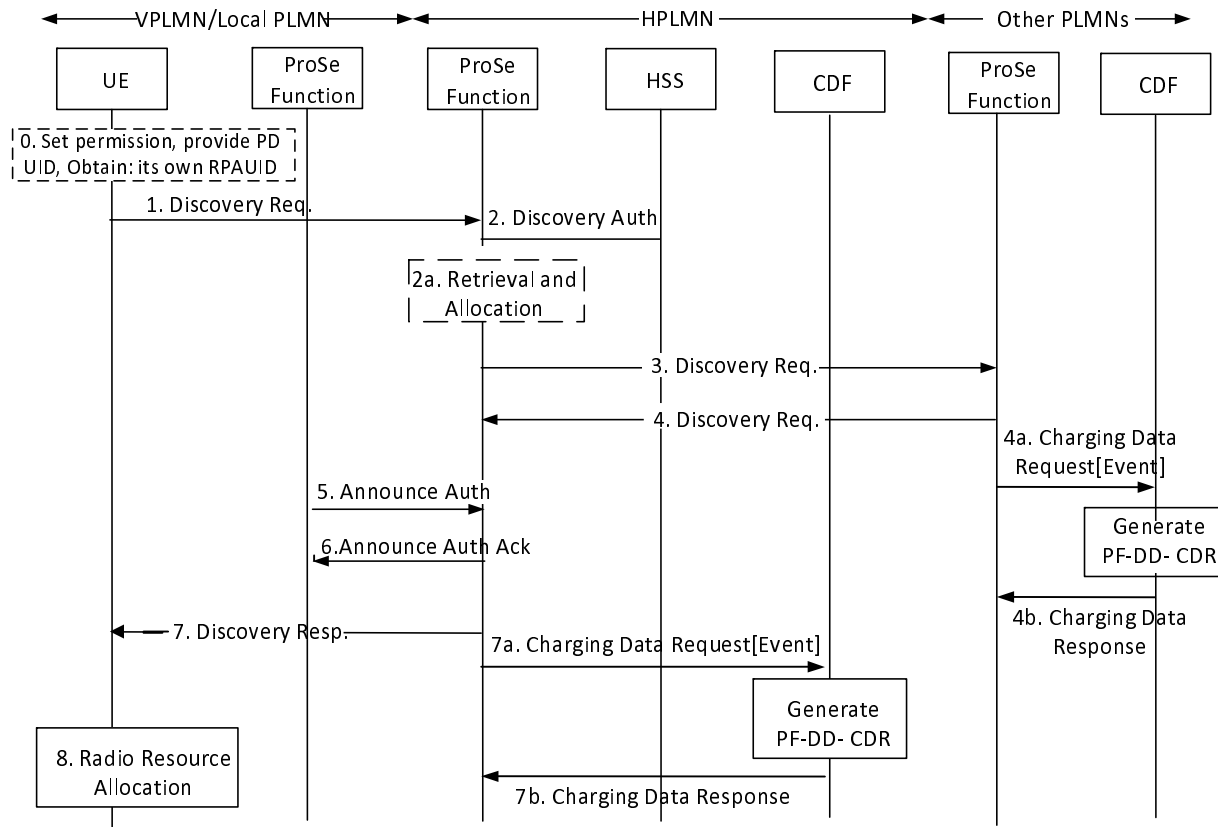 VPLMN/Local PLMN
HPLMN
Other PLMNs
UE
ProSe
Function
ProSe
Function
HSS
CDF
ProSe
Function
CDF
0. Set permission, provide PD
UID, Obtain: its own RPAUID
1. Discovery Req.
2. Discovery Auth
2a. Retrieval and
Allocation
3. Discovery Req.
4. Discovery Req.
4a. Charging Data
Request[Event]
5. Announce Auth
Generate
PF-DD- CDR
6.Announce Auth Ack
4b. Charging Data
Response
7. Discovery Resp.
7a. Charging Data Request[Event]
Generate
PF-DD- CDR
8. Radio Resource
Allocation
7b. Charging Data Response